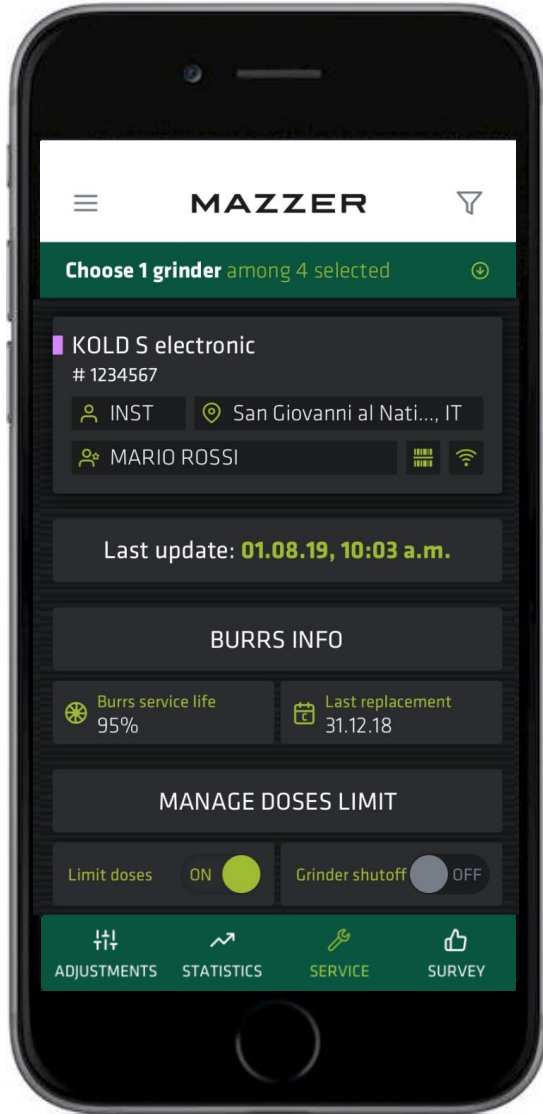 MAZZER
Choose 1 grinder among 4 selected
KOLD S electronic
# 1234567
INST
San Giovanni al Nati..., IT
MARIO ROSSI
Last update: 01.08.19, 10:03 a.m.
BURRS INFO
Burrs service life
95%
Last replacement
C
31.12.18
MANAGE DOSES LIMIT
Limit doses ON
Grinder shutoff OFF
ADJUSTMENTS STATISTICS SERVICE SURVEY